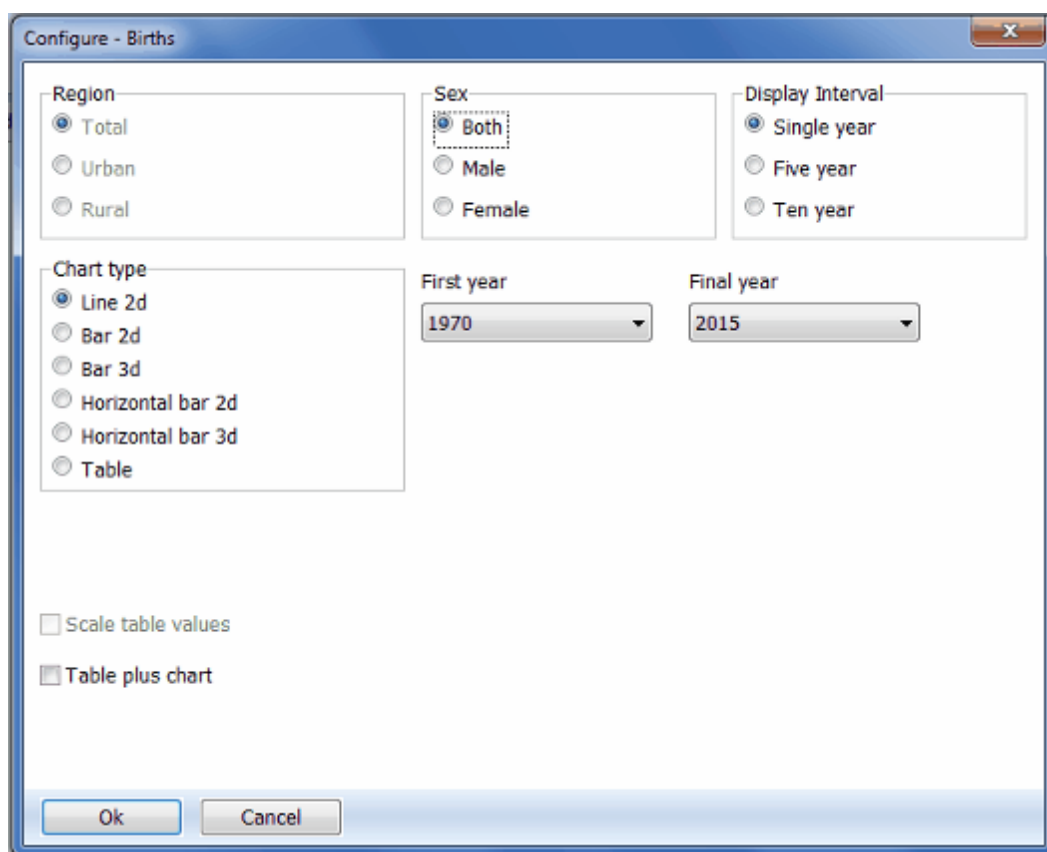 Configure - Births
Region
Total
Urban
Rural
Sex
Both
Male
Female
Display Interval
Single year
Five year
Ten year
Chart type
Line 2d
Bar 2d
Bar 3d
Horizontal bar 2d
Horizontal bar 3d
Table
First year
1970
Final year
2015
Scale table values
Table plus chart
Ok
Cancel